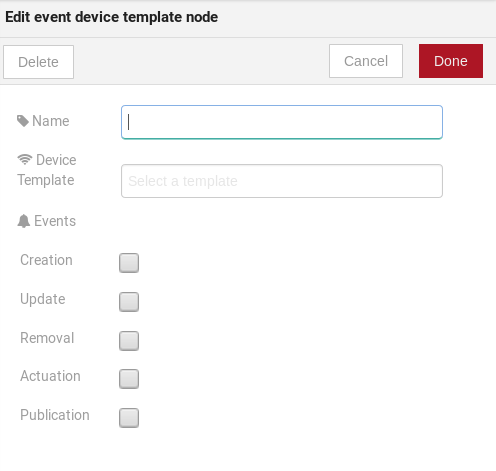 Edit event device template node
Delete
Cancel
Done
Name
Device
Template
Select a template
Events
Creation
Update
Removal
Actuation
Publication